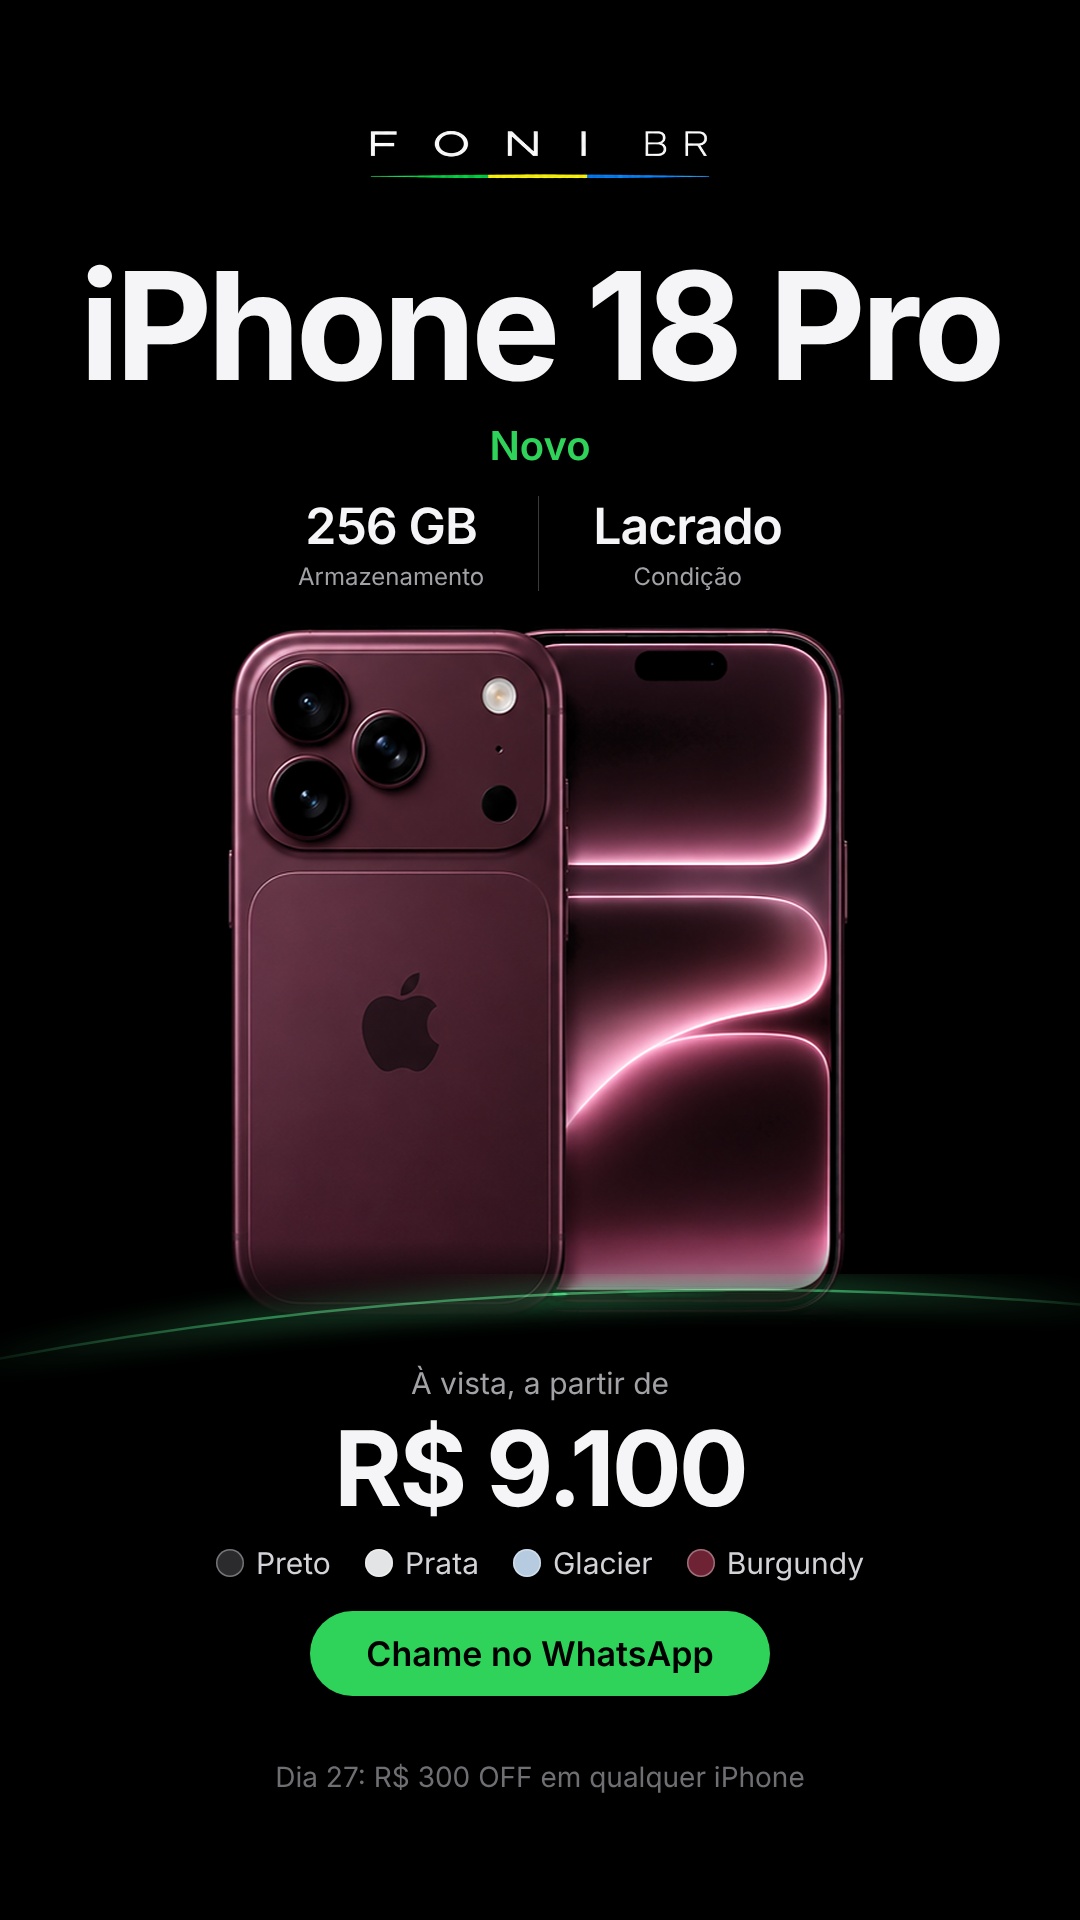 FONI BR
iPhone 18 Pro
Novo
256 GB
Armazenamento
Lacrado
Condição
À vista, a partir de
R$ 9.100
Preto Prata Glacier Burgundy
Chame no WhatsApp
Dia 27: R$ 300 OFF em qualquer iPhone